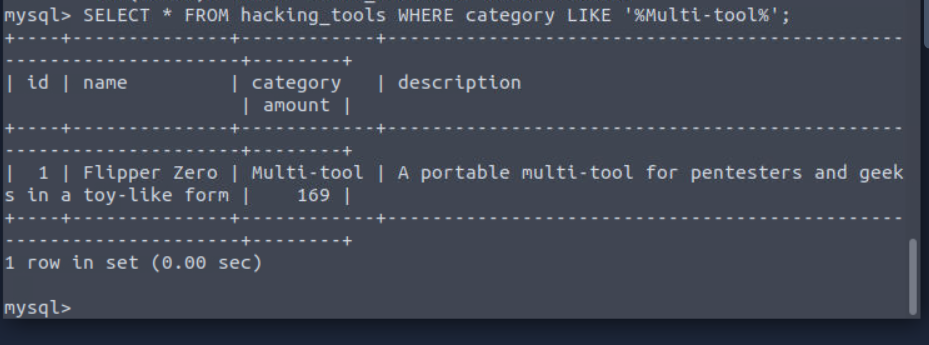 mysql> SELECT * FROM hacking_tools WHERE category LIKE '%Multi-tool%';
+----+--------------+------------+----------------------------------------------
---------------------+--------+
| id | name         | category   | description
                     | amount |
+----+--------------+------------+----------------------------------------------
---------------------+--------+
|  1 | Flipper Zero | Multi-tool | A portable multi-tool for pentesters and geek
s in a toy-like form |    169 |
+----+--------------+------------+----------------------------------------------
---------------------+--------+
1 row in set (0.00 sec)
mysql>